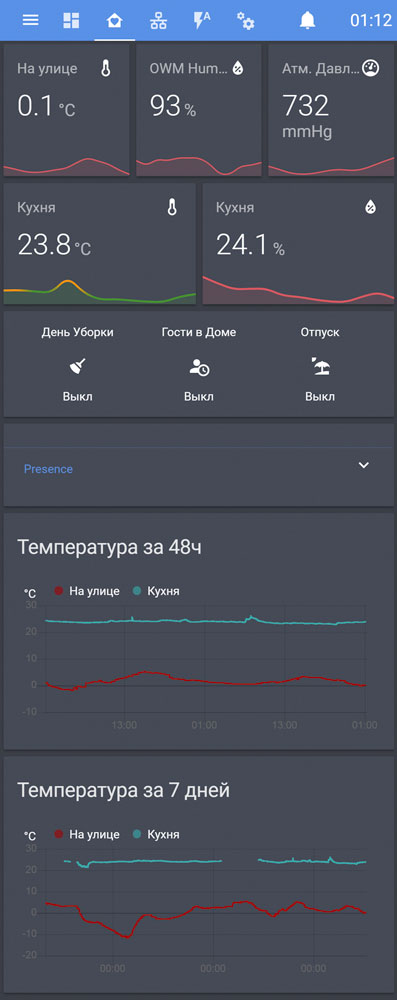 01:12
На улице
0.1 °C
OWM Hum...
93 %
Атм. Давл...
732
mmHg
Кухня
23.8 °C
Кухня
24.1 %
День Уборки Гости в Доме Отпуск
Выкл Выкл Выкл
Presence
Температура за 48ч
°C На улице Кухня
30
20
10
0
-10
13:00 01:00 13:00 01:00
Температура за 7 дней
°C На улице Кухня
30
20
10
0
-10
-20
00:00 00:00 00:00